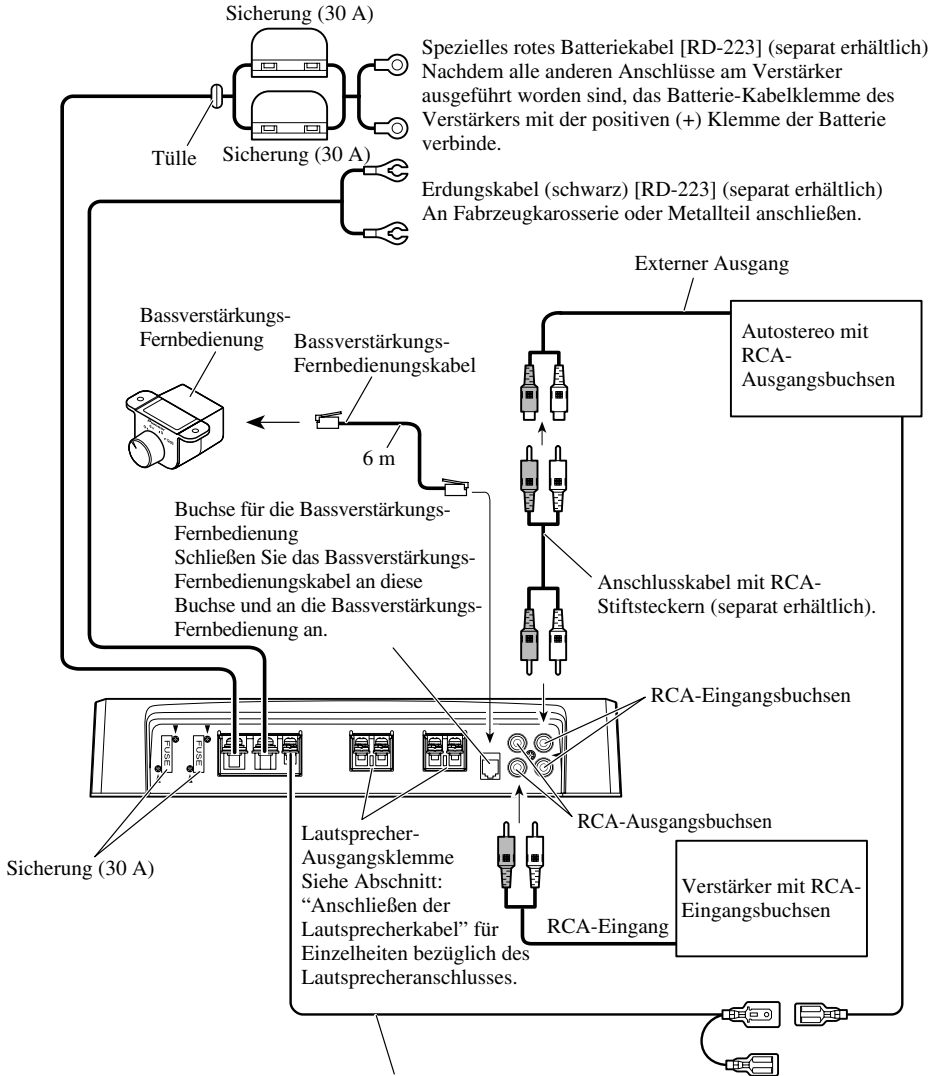 Sicherung (30 A)
Spezielles rotes Batteriekabel [RD-223] (separat erhältlich)
Nachdem alle anderen Anschlüsse am Verstärker
ausgeführt worden sind, das Batterie-Kabelklemme des
Verstärkers mit der positiven (+) Klemme der Batterie
verbinde.
Tülle
Sicherung (30 A)
Erdungskabel (schwarz) [RD-223] (separat erhältlich)
An Fabrzeugkarosserie oder Metallteil anschließen.
Externer Ausgang
Autostereo mit
RCA-
Ausgangsbuchsen
Bassverstärkungs-
Fernbedienung
Bassverstärkungs-
Fernbedienungskabel
6 m
Buchse für die Bassverstärkungs-
Fernbedienung
Schließen Sie das Bassverstärkungs-
Fernbedienungskabel an diese
Buchse und an die Bassverstärkungs-
Fernbedienung an.
Anschlusskabel mit RCA-
Stiftsteckern (separat erhältlich).
RCA-Eingangsbuchsen
FUSE
FUSE
RCA-Ausgangsbuchsen
Sicherung (30 A)
Lautsprecher-
Ausgangsklemme
Siehe Abschnitt:
“Anschließen der
Lautsprecherkabel” für
Einzelheiten bezüglich des
Lautsprecheranschlusses.
RCA-Eingang
Verstärker mit RCA-
Eingangsbuchsen